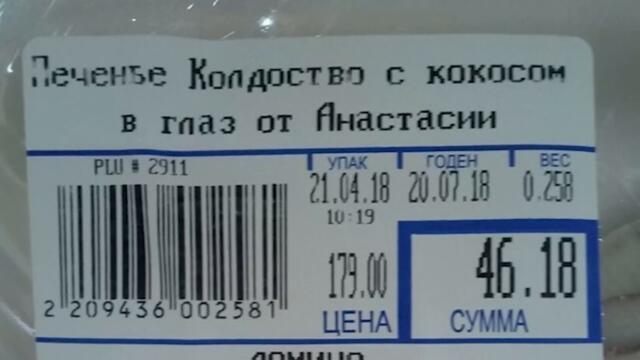 Печенье Колдоство с кокосом
в глаз от Анастасии
PLU # 2911
УПАК ГОДЕН ВЕС
21.04.18 20.07.18 0.258
10:19
179.00 46.18
ЦЕНА СУММА
2 209436 002581